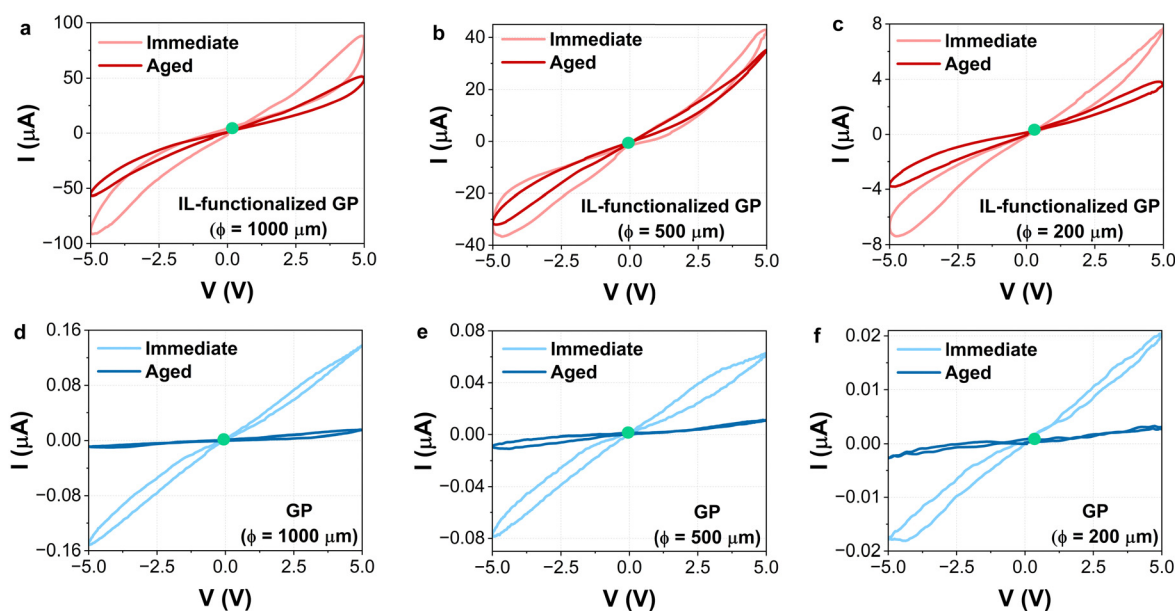 a
100
50
0
−50
−100
I (μA)
Immediate
Aged
IL-functionalized GP
(ϕ = 1000 μm)
−5.0 −2.5 0.0 2.5 5.0
V (V)
b
40
20
0
−20
−40
I (μA)
Immediate
Aged
IL-functionalized GP
(ϕ = 500 μm)
−5.0 −2.5 0.0 2.5 5.0
V (V)
c
8
4
0
−4
−8
I (μA)
Immediate
Aged
IL-functionalized GP
(ϕ = 200 μm)
−5.0 −2.5 0.0 2.5 5.0
V (V)
d
0.16
0.08
0.00
−0.08
−0.16
I (μA)
Immediate
Aged
GP
(ϕ = 1000 μm)
−5.0 −2.5 0.0 2.5 5.0
V (V)
e
0.08
0.04
0.00
−0.04
−0.08
I (μA)
Immediate
Aged
GP
(ϕ = 500 μm)
−5.0 −2.5 0.0 2.5 5.0
V (V)
f
0.02
0.01
0.00
−0.01
−0.02
I (μA)
Immediate
Aged
GP
(ϕ = 200 μm)
−5.0 −2.5 0.0 2.5 5.0
V (V)